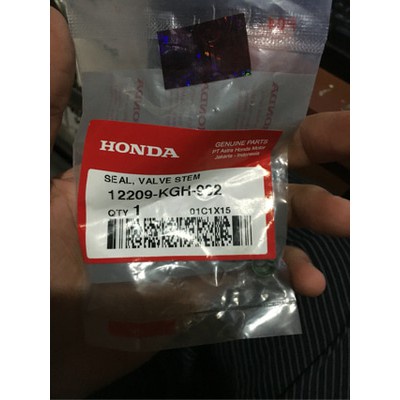 HONDA
GENUINE PARTS
PT Astra Honda Motor
Jakarta - Indonesia
SEAL, VALVE STEM
12209-KGH-902
QTY 1 01C1X15